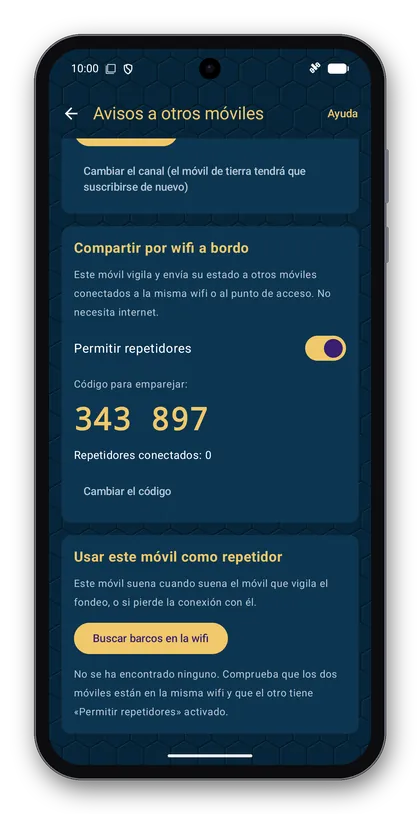 10:00
Avisos a otros móviles
Ayuda
Cambiar el canal (el móvil de tierra tendrá que
suscribirse de nuevo)
Compartir por wifi a bordo
Este móvil vigila y envía su estado a otros móviles
conectados a la misma wifi o al punto de acceso. No
necesita internet.
Permitir repetidores
Código para emparejar:
343 897
Repetidores conectados: 0
Cambiar el código
Usar este móvil como repetidor
Este móvil suena cuando suena el móvil que vigila el
fondeo, o si pierde la conexión con él.
Buscar barcos en la wifi
No se ha encontrado ninguno. Comprueba que los dos
móviles están en la misma wifi y que el otro tiene
«Permitir repetidores» activado.